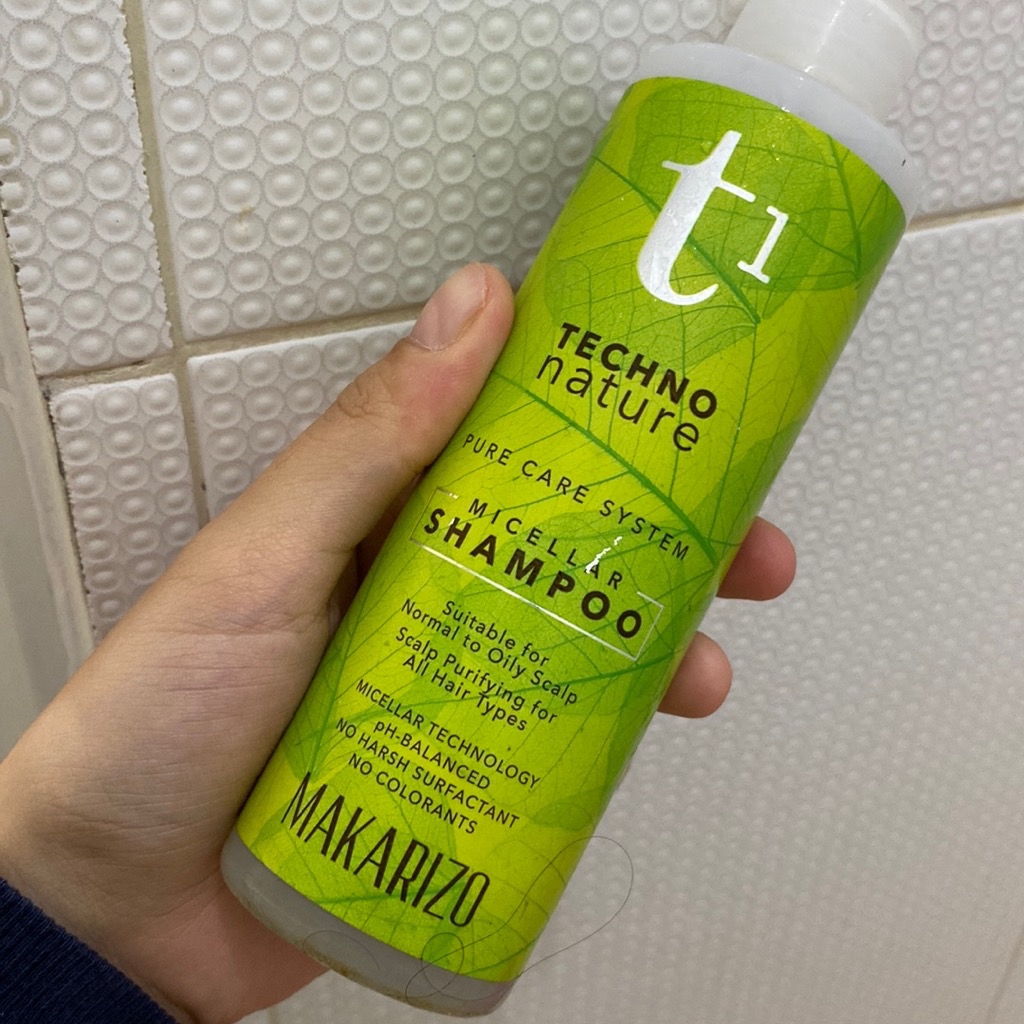 t1
TECHNO
nature
PURE CARE SYSTEM
MICELLAR
SHAMPOO
Suitable for
Normal to Oily Scalp
Scalp Purifying for
All Hair Types
MICELLAR TECHNOLOGY
pH-BALANCED
NO HARSH SURFACTANT
NO COLORANTS
MAKARIZO